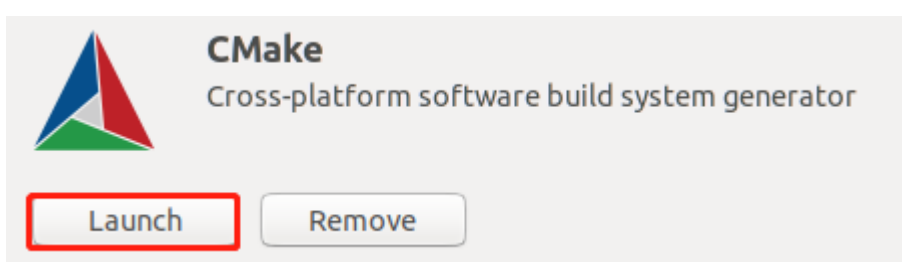 CMake
Cross-platform software build system generator
Launch Remove